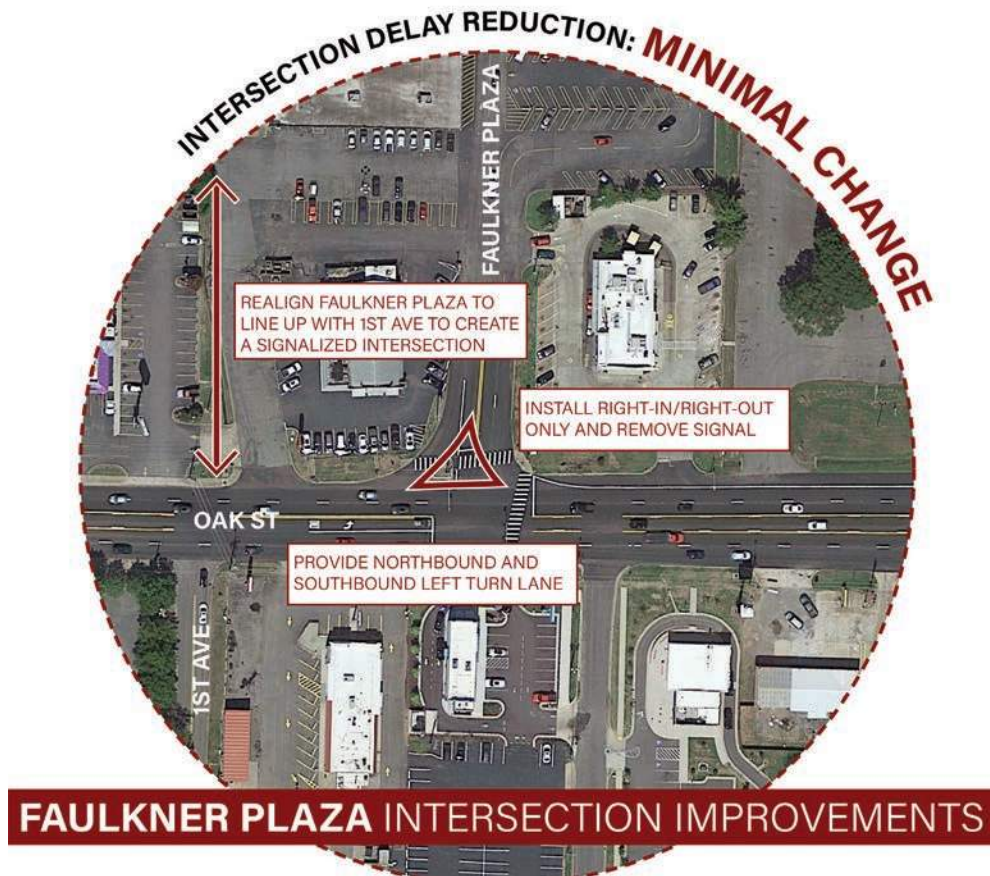 INTERSECTION DELAY REDUCTION: MINIMAL CHANGE
FAULKNER PLAZA
REALIGN FAULKNER PLAZA TO
LINE UP WITH 1ST AVE TO CREATE
A SIGNALIZED INTERSECTION
INSTALL RIGHT-IN/RIGHT-OUT
ONLY AND REMOVE SIGNAL
OAK ST
PROVIDE NORTHBOUND AND
SOUTHBOUND LEFT TURN LANE
1ST AVE
FAULKNER PLAZA INTERSECTION IMPROVEMENTS